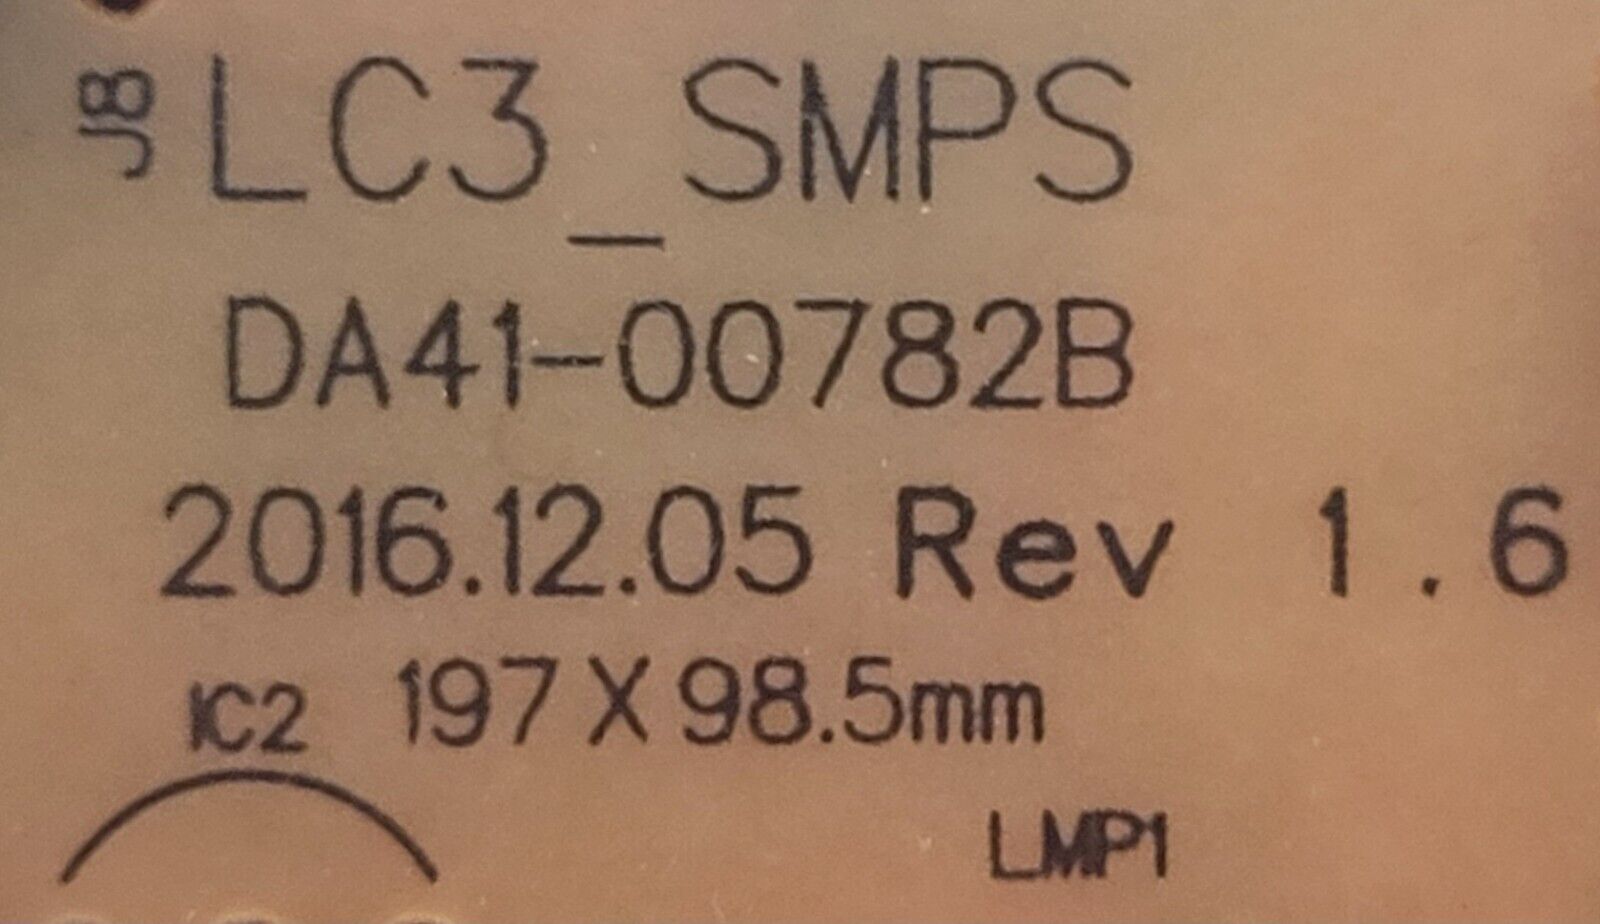 J8
LC3_SMPS
DA41-00782B
2016.12.05 Rev 1.6
IC2 197 X 98.5mm
LMP1